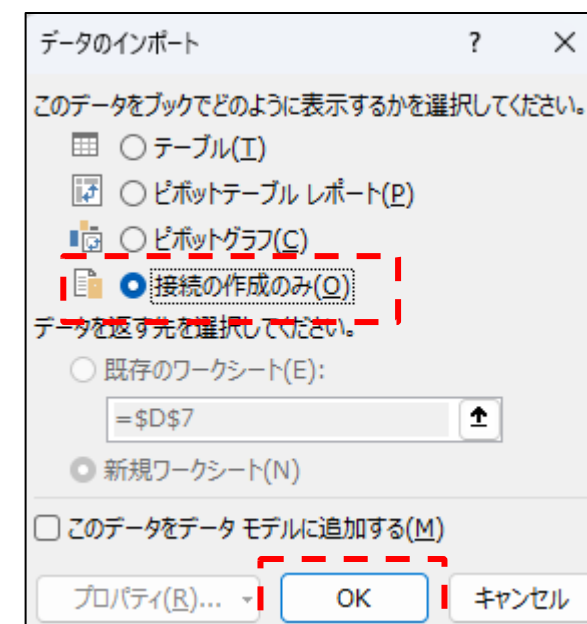 データのインポート ? ×
このデータをブックでどのように表示するかを選択してください。
テーブル(T)
ピボットテーブル レポート(P)
ピボットグラフ(C)
接続の作成のみ(O)
データを返す先を選択してください。
既存のワークシート(E):
=$D$7
新規ワークシート(N)
このデータをデータ モデルに追加する(M)
プロパティ(R)... OK キャンセル